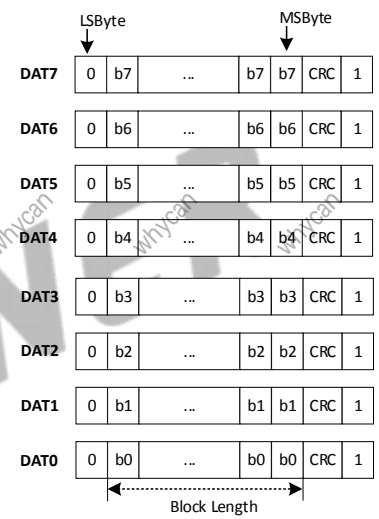 LSByte MSByte
DAT7 0 b7 ... b7 b7 CRC 1
DAT6 0 b6 ... b6 b6 CRC 1
DAT5 0 b5 ... b5 b5 CRC 1
whycan whycan whycan
DAT4 0 b4 ... b4 b4 CRC 1
DAT3 0 b3 ... b3 b3 CRC 1
DAT2 0 b2 ... b2 b2 CRC 1
DAT1 0 b1 ... b1 b1 CRC 1
DAT0 0 b0 ... b0 b0 CRC 1
Block Length